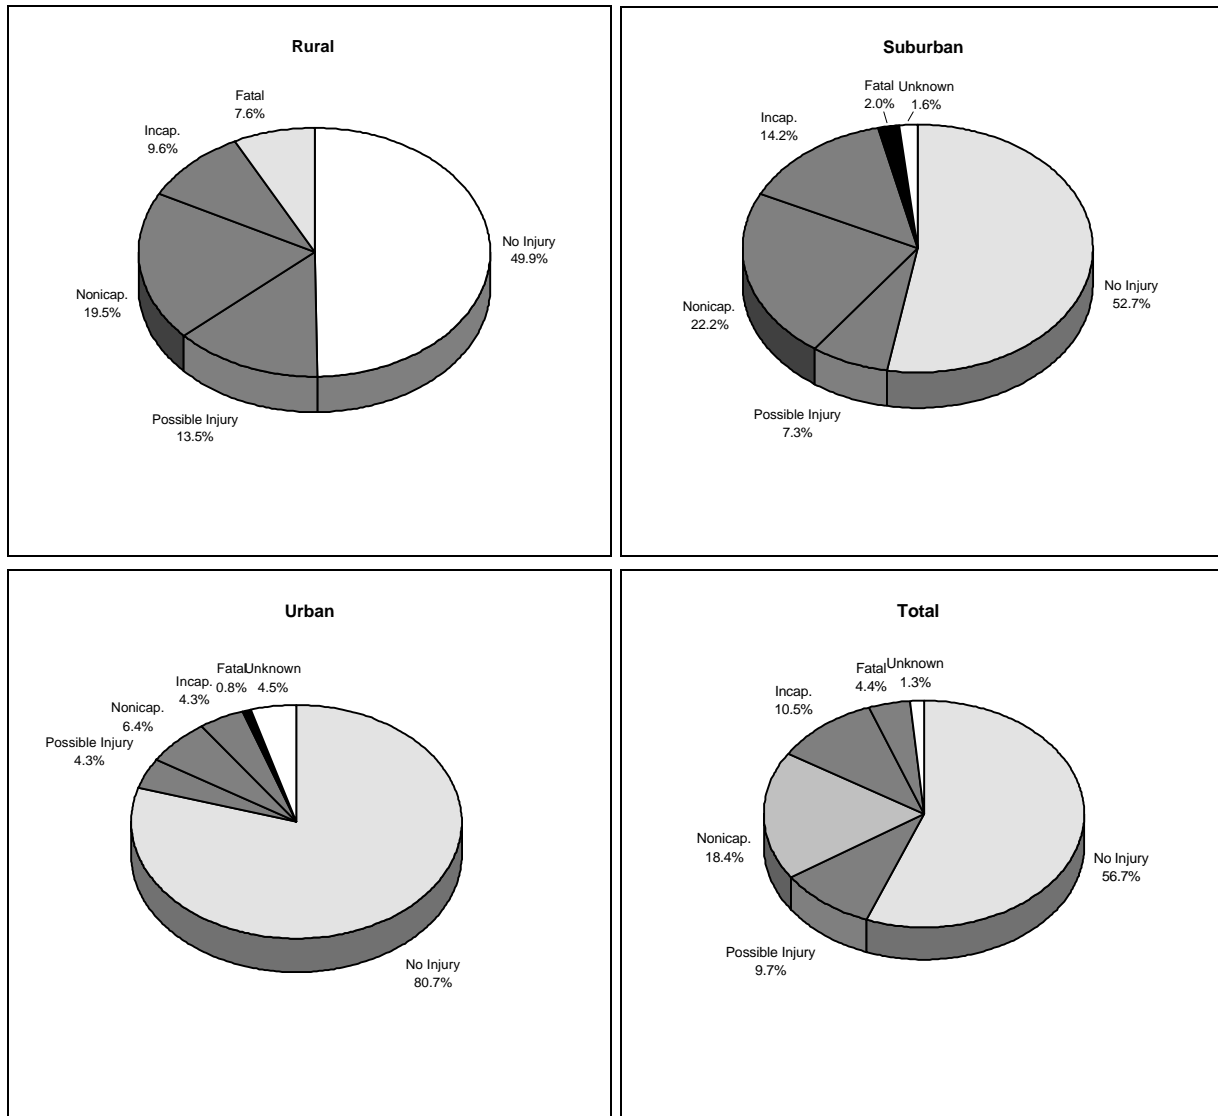 Rural
Fatal
7.6%
Incap.
9.6%
No Injury
49.9%
Nonicap.
19.5%
Possible Injury
13.5%
Suburban
Fatal Unknown
2.0% 1.6%
Incap.
14.2%
No Injury
52.7%
Nonicap.
22.2%
Possible Injury
7.3%
Urban
Fatal Unknown
0.8% 4.5%
Incap.
4.3%
Nonicap.
6.4%
Possible Injury
4.3%
No Injury
80.7%
Total
Fatal Unknown
4.4% 1.3%
Incap.
10.5%
Nonicap.
18.4%
No Injury
56.7%
Possible Injury
9.7%